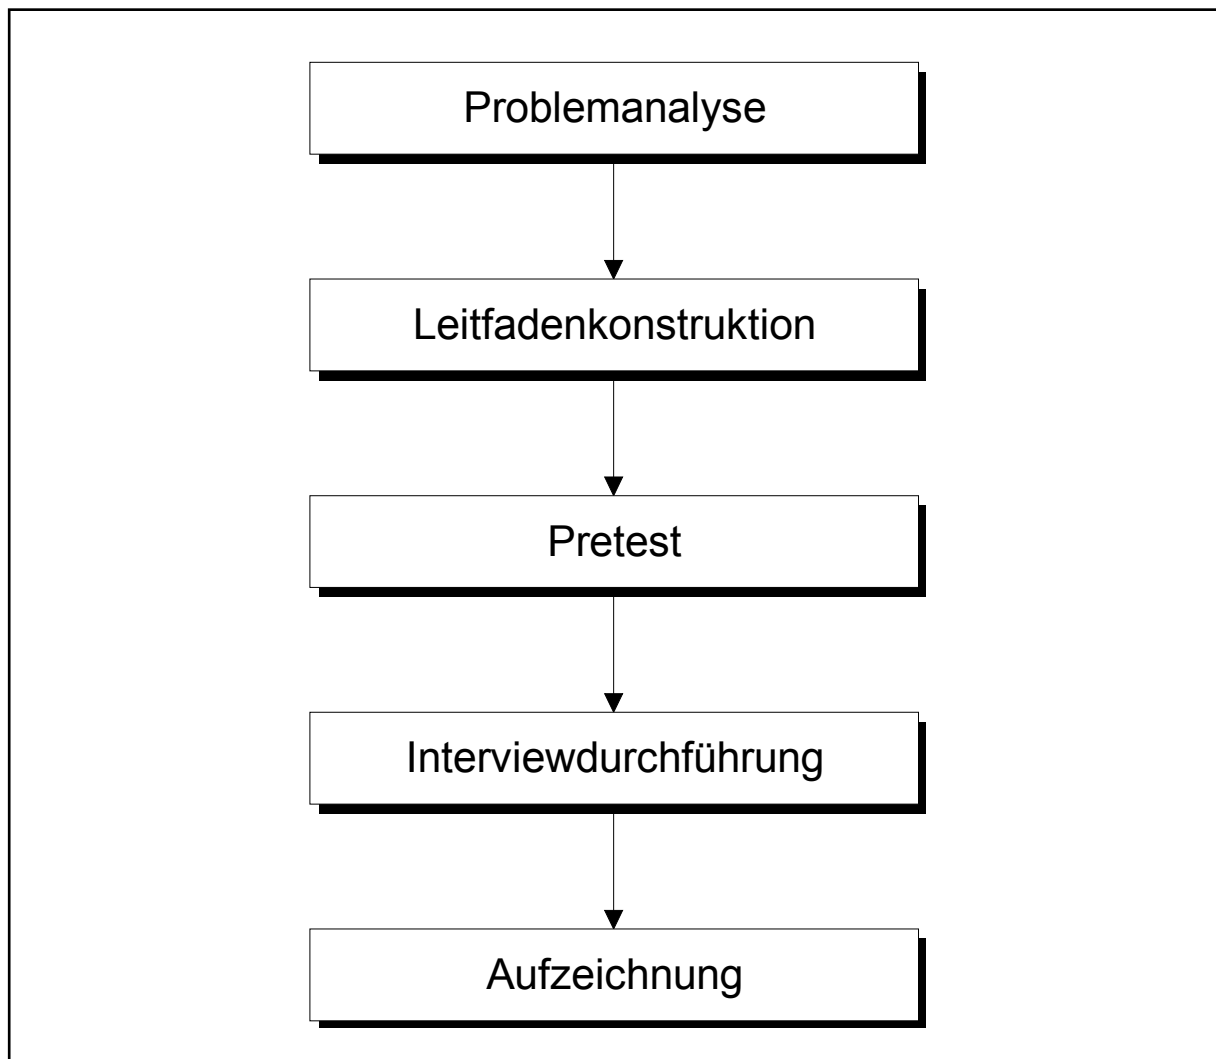 Problemanalyse
Leitfadenkonstruktion
Pretest
Interviewdurchführung
Aufzeichnung